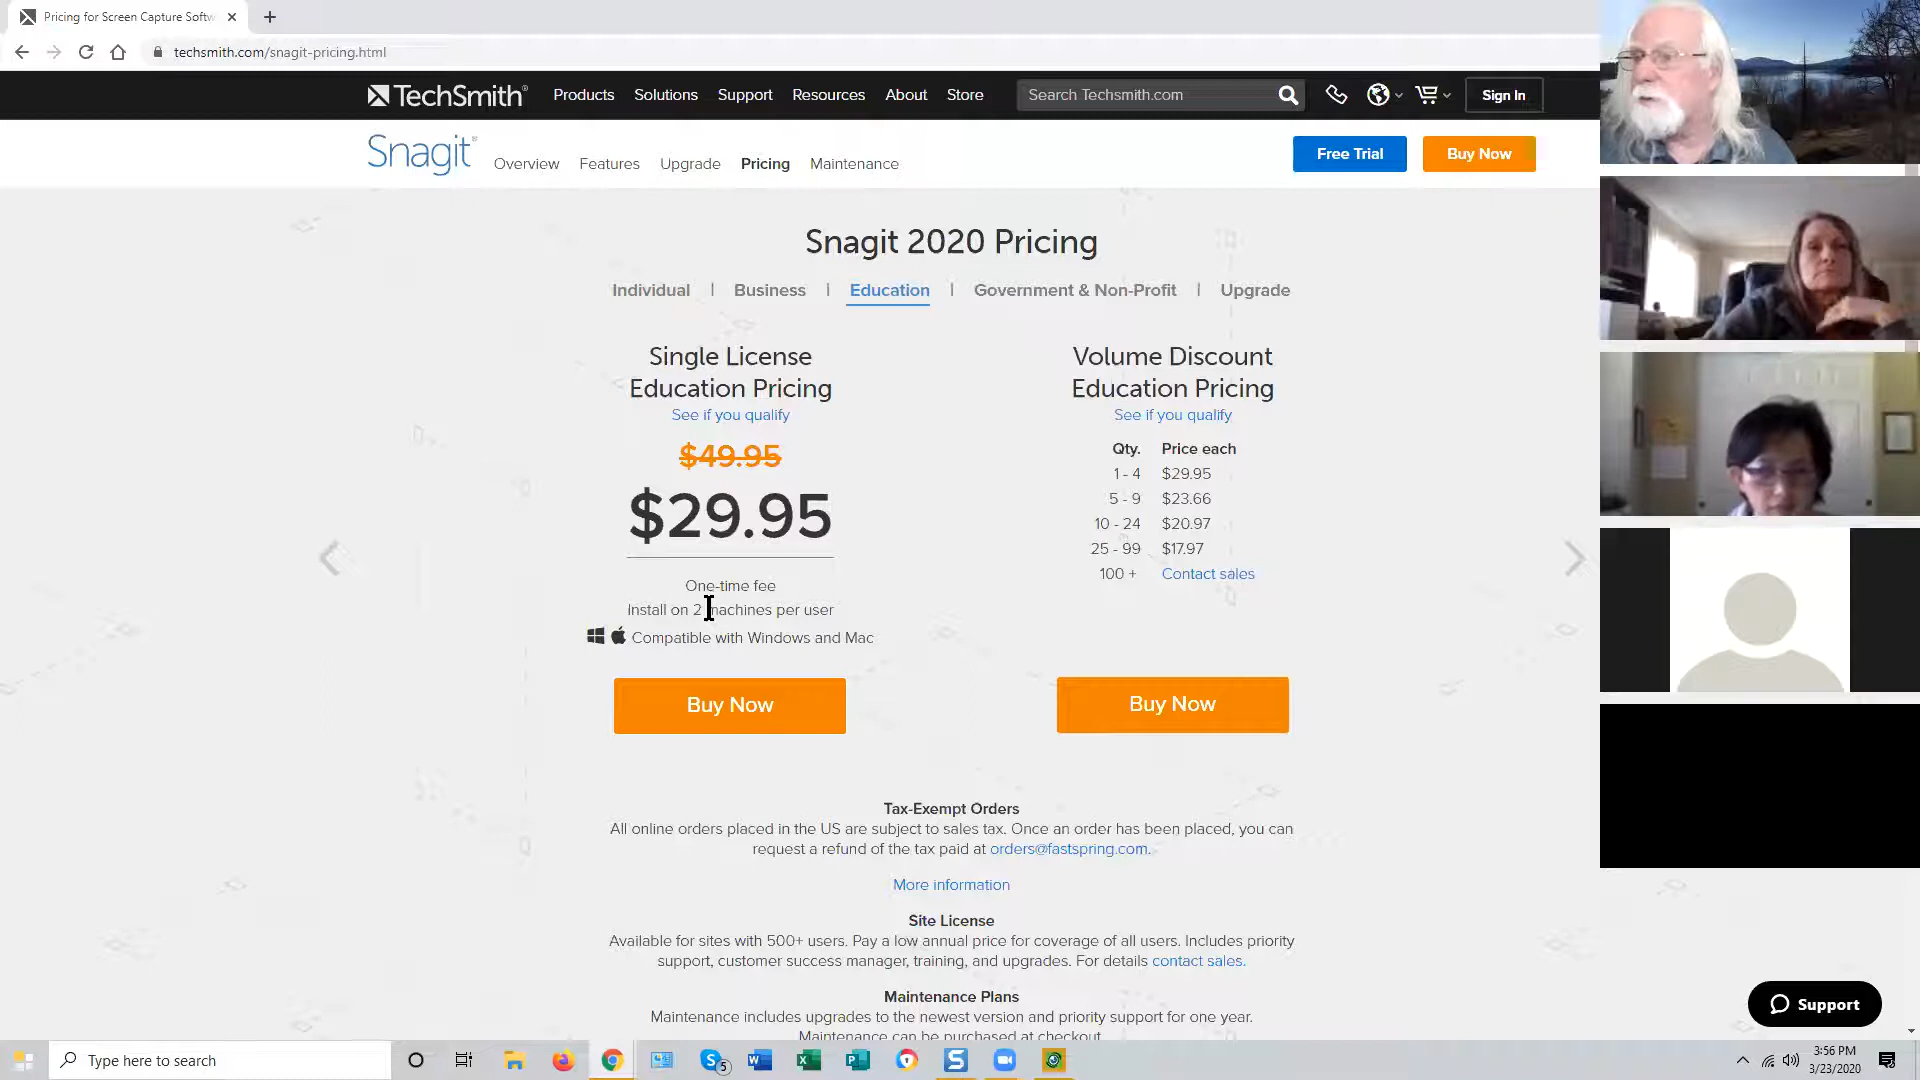 Pricing for Screen Capture Softw
techsmith.com/snagit-pricing.html
TechSmith® Products Solutions Support Resources About Store Search Techsmith.com Sign In
Snagit® Overview Features Upgrade Pricing Maintenance Free Trial Buy Now
Snagit 2020 Pricing
Individual | Business | Education | Government & Non-Profit | Upgrade
Single License
Education Pricing
See if you qualify
$49.95
$29.95
One-time fee
Install on 2 machines per user
Compatible with Windows and Mac
Buy Now
Volume Discount
Education Pricing
See if you qualify
Qty. Price each
1 - 4 $29.95
5 - 9 $23.66
10 - 24 $20.97
25 - 99 $17.97
100 + Contact sales
Buy Now
Tax-Exempt Orders
All online orders placed in the US are subject to sales tax. Once an order has been placed, you can
request a refund of the tax paid at orders@fastspring.com.
More information
Site License
Available for sites with 500+ users. Pay a low annual price for coverage of all users. Includes priority
support, customer success manager, training, and upgrades. For details contact sales.
Maintenance Plans
Maintenance includes upgrades to the newest version and priority support for one year.
Maintenance can be purchased at checkout.
Support
Type here to search
5
3:56 PM
3/23/2020